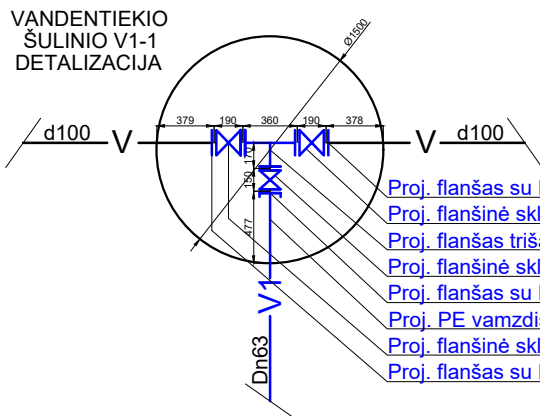 VANDENTIEKIO
ŠULINIO V1-1
DETALIZACIJA
Ø1500
379 190 360 190 378
d100 V V d100
170
150
477
Proj. flanšas su
Proj. flanšinė skl
Proj. flanšas triša
Proj. flanšinė skl
Proj. flanšas su
Proj. PE vamzdis
Proj. flanšinė skl
Proj. flanšas su
V1
Dn63